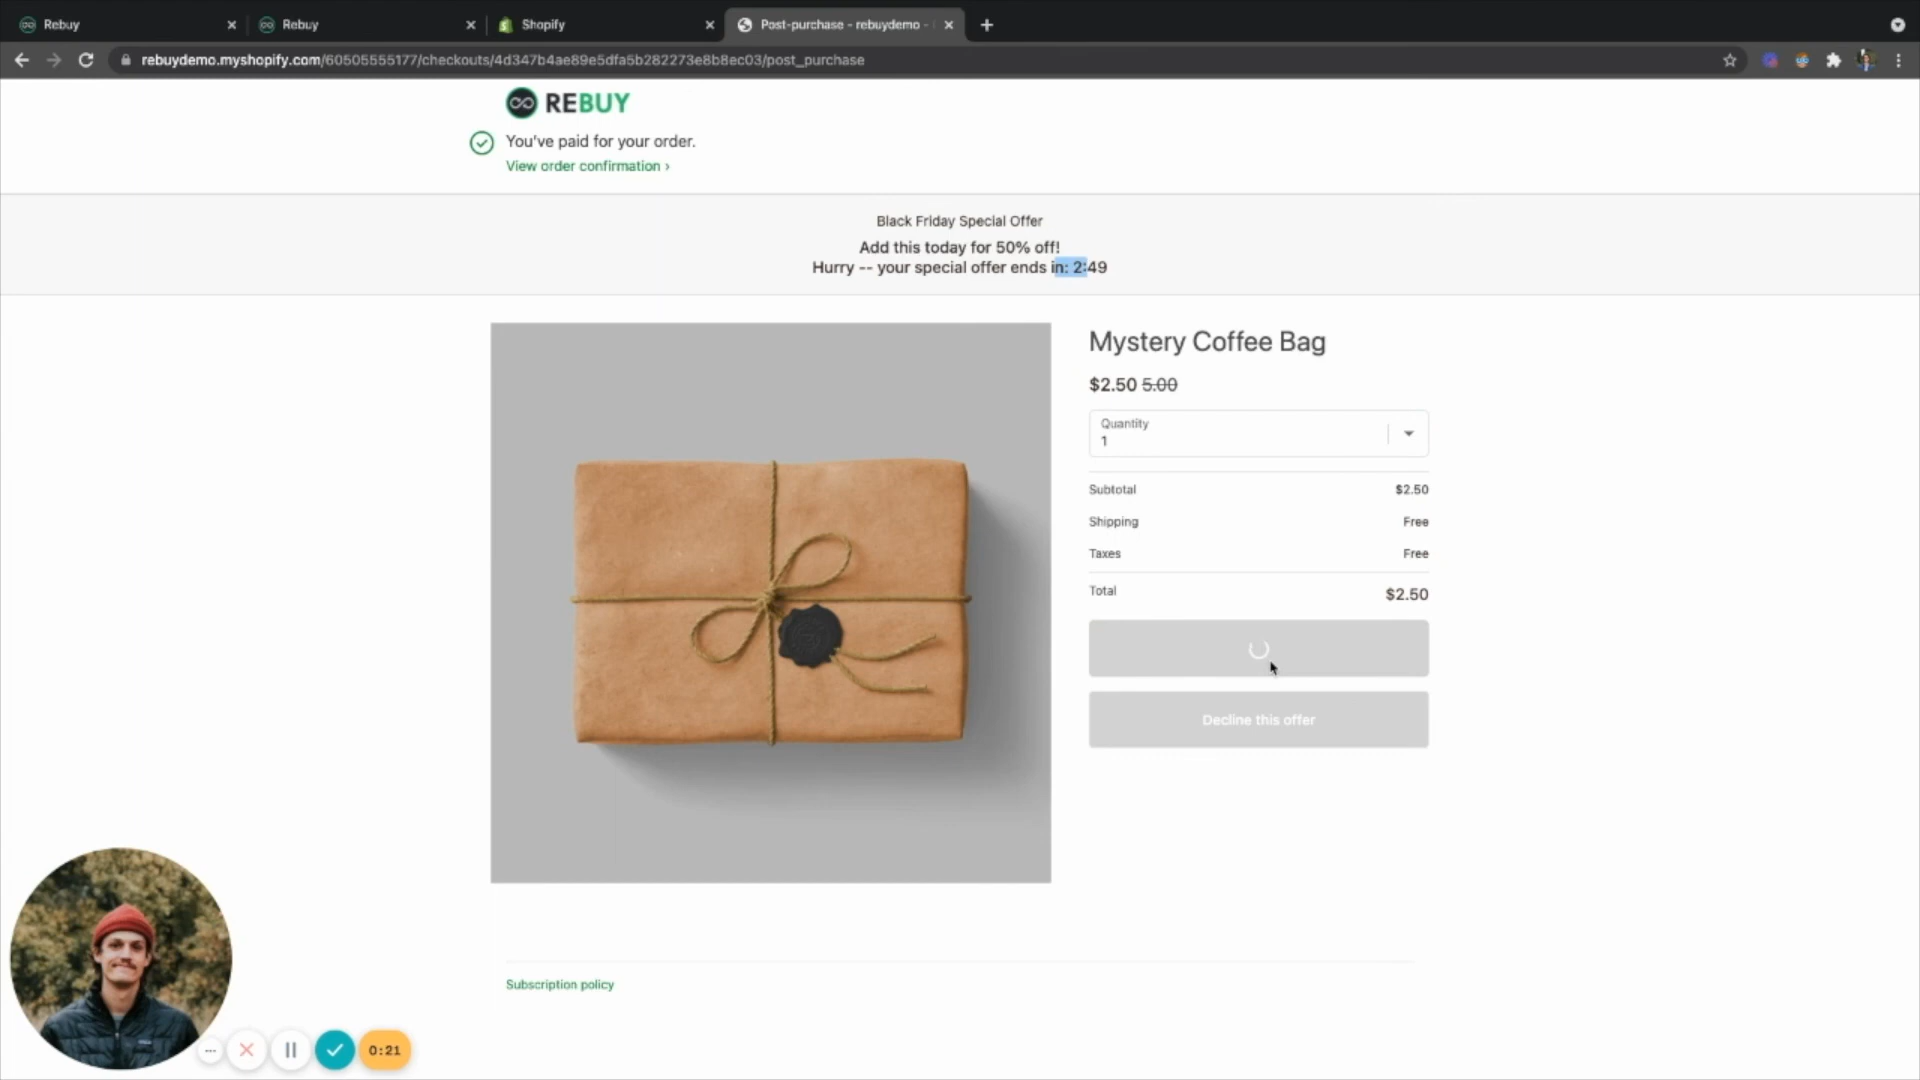 Rebuy
Rebuy
Shopify
Post-purchase - rebuydemo -
rebuydemo.myshopify.com/60505555177/checkouts/4d347b4ae89e5dfa5b282273e8b8ec03/post_purchase
REBUY
You've paid for your order.
View order confirmation ›
Black Friday Special Offer
Add this today for 50% off!
Hurry -- your special offer ends in: 2:49
Mystery Coffee Bag
$2.50 5.00
Quantity
1
Subtotal $2.50
Shipping Free
Taxes Free
Total $2.50
Decline this offer
Subscription policy
0:21